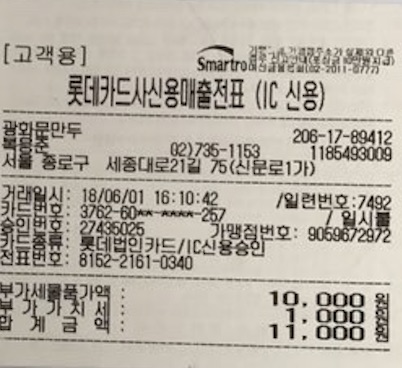 [고객용]
Smartro
롯데카드사신용매출전표 (IC 신용)
광화문만두 206-17-89412
02)735-1153 1185493009
서울 종로구 세종대로21길 75(신문로1가)
거래일시: 18/06/01 16:10:42 /일련번호:7492
카드번호: 3762-60**-****-257 / 일시불
승인번호: 27435025 가맹점번호: 9059672972
카드종류: 롯데법인카드/IC신용승인
전표번호: 8152-2161-0340
부가세물품가액 : 10,000 원
부가가치세 : 1,000 원
합계금액 : 11,000 원